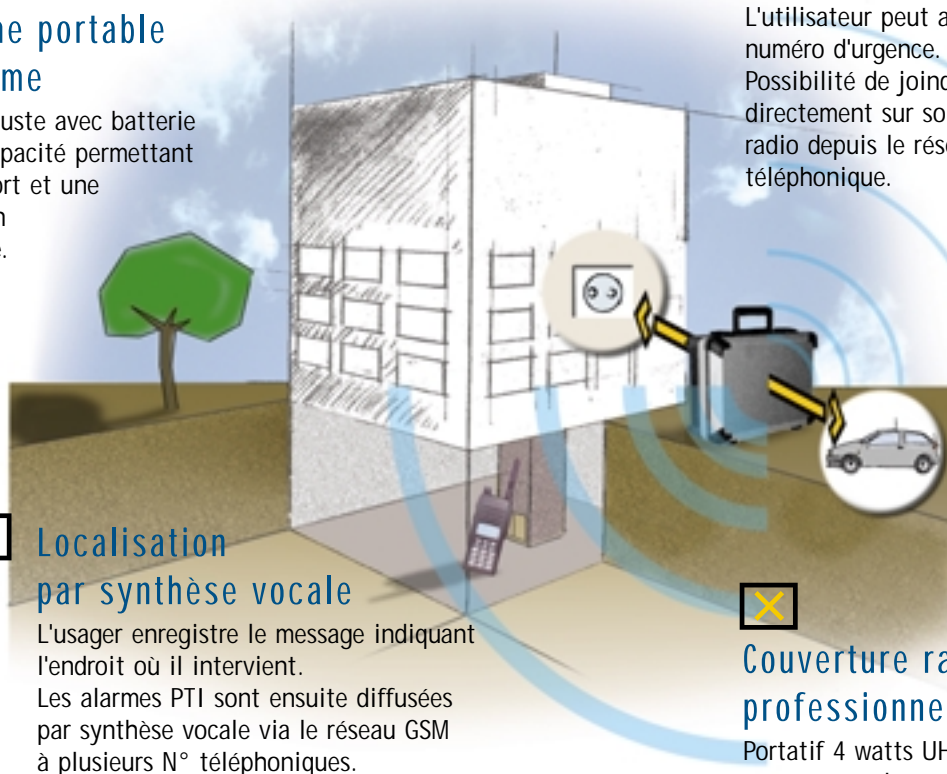 ne portable
me
uste avec batterie
pacité permettant
ort et une
n
e.
L'utilisateur peut a
numéro d'urgence.
Possibilité de joind
directement sur so
radio depuis le rése
téléphonique.
Localisation
par synthèse vocale
L'usager enregistre le message indiquant
l'endroit où il intervient.
Les alarmes PTI sont ensuite diffusées
par synthèse vocale via le réseau GSM
à plusieurs N° téléphoniques.
Couverture ra
professionne
Portatif 4 watts UH